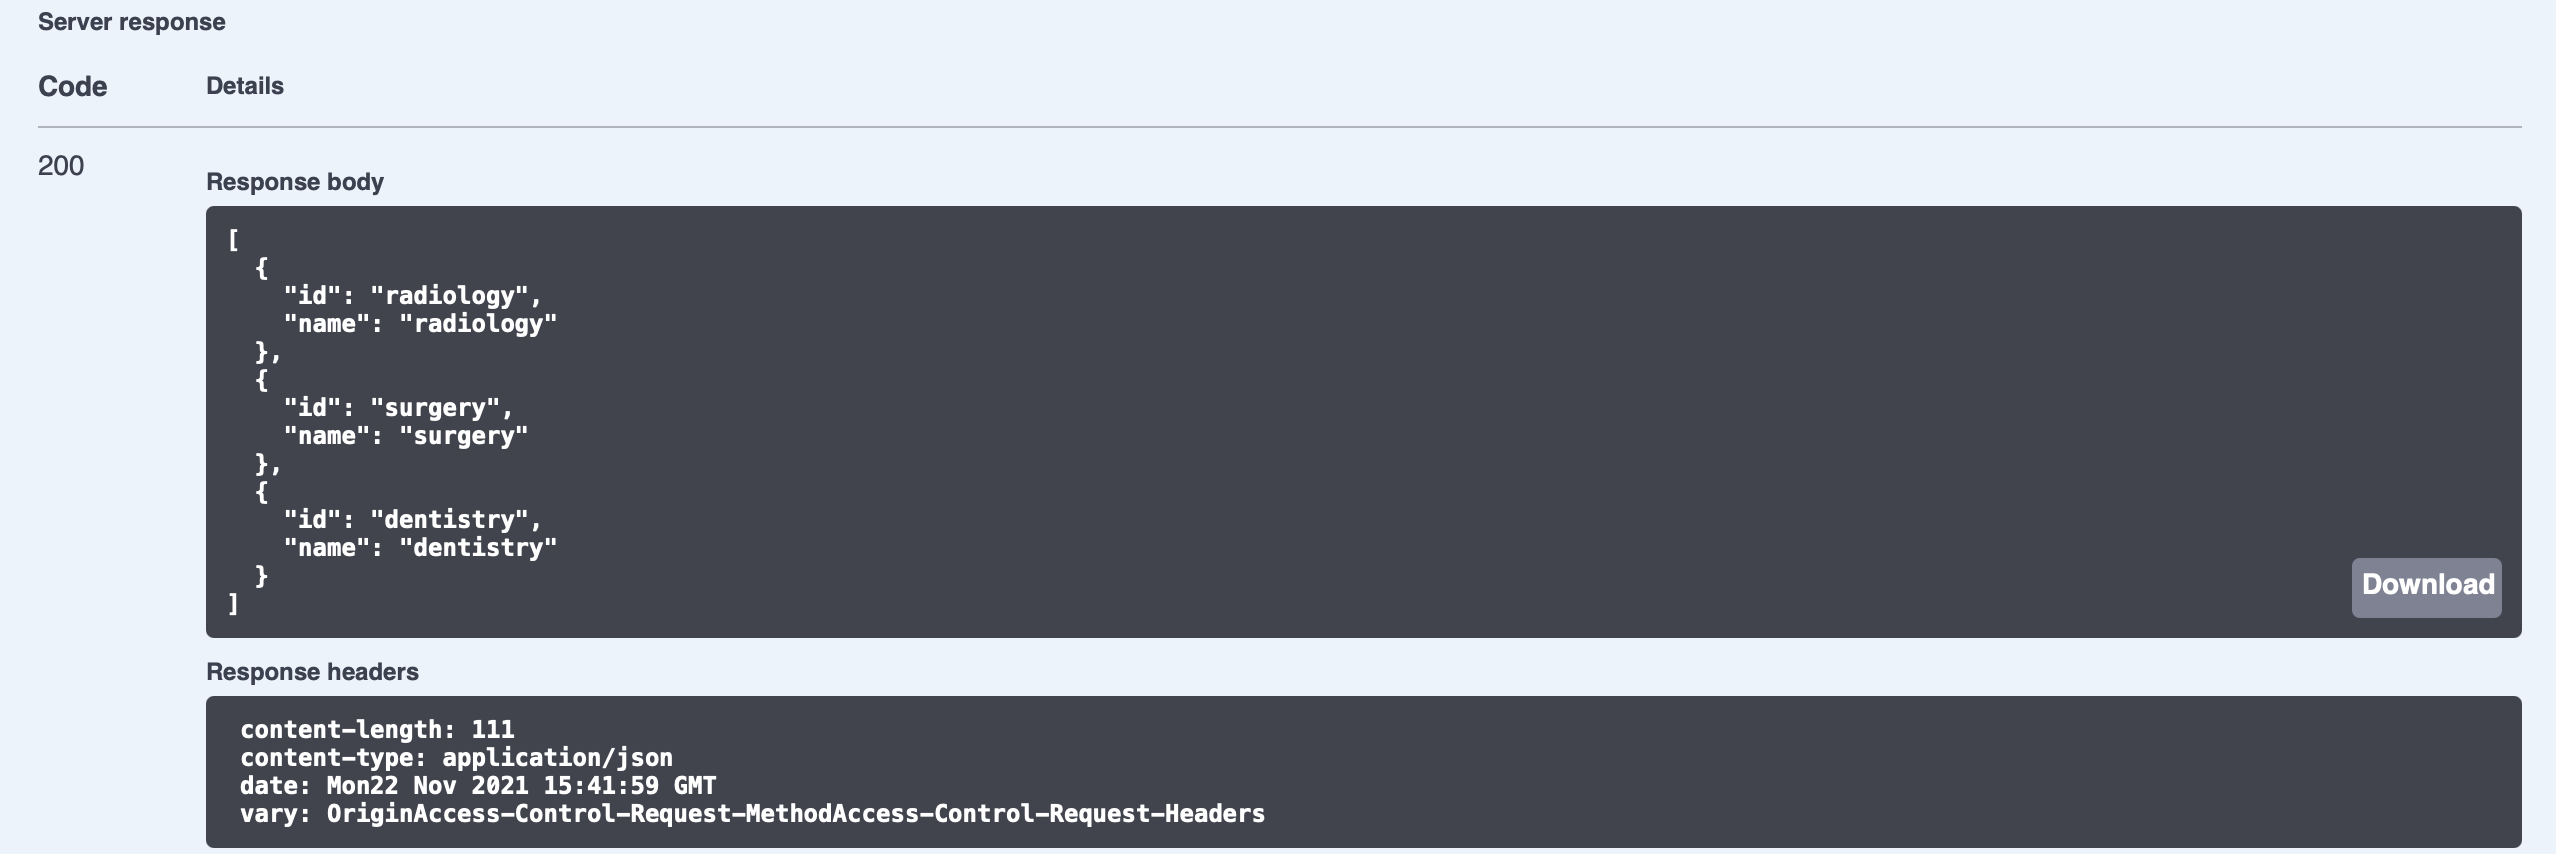 Server response
Code Details
200
Response body
[
  {
    "id": "radiology",
    "name": "radiology"
  },
  {
    "id": "surgery",
    "name": "surgery"
  },
  {
    "id": "dentistry",
    "name": "dentistry"
  }
]
Download
Response headers
content-length: 111
content-type: application/json
date: Mon22 Nov 2021 15:41:59 GMT
vary: OriginAccess-Control-Request-MethodAccess-Control-Request-Headers